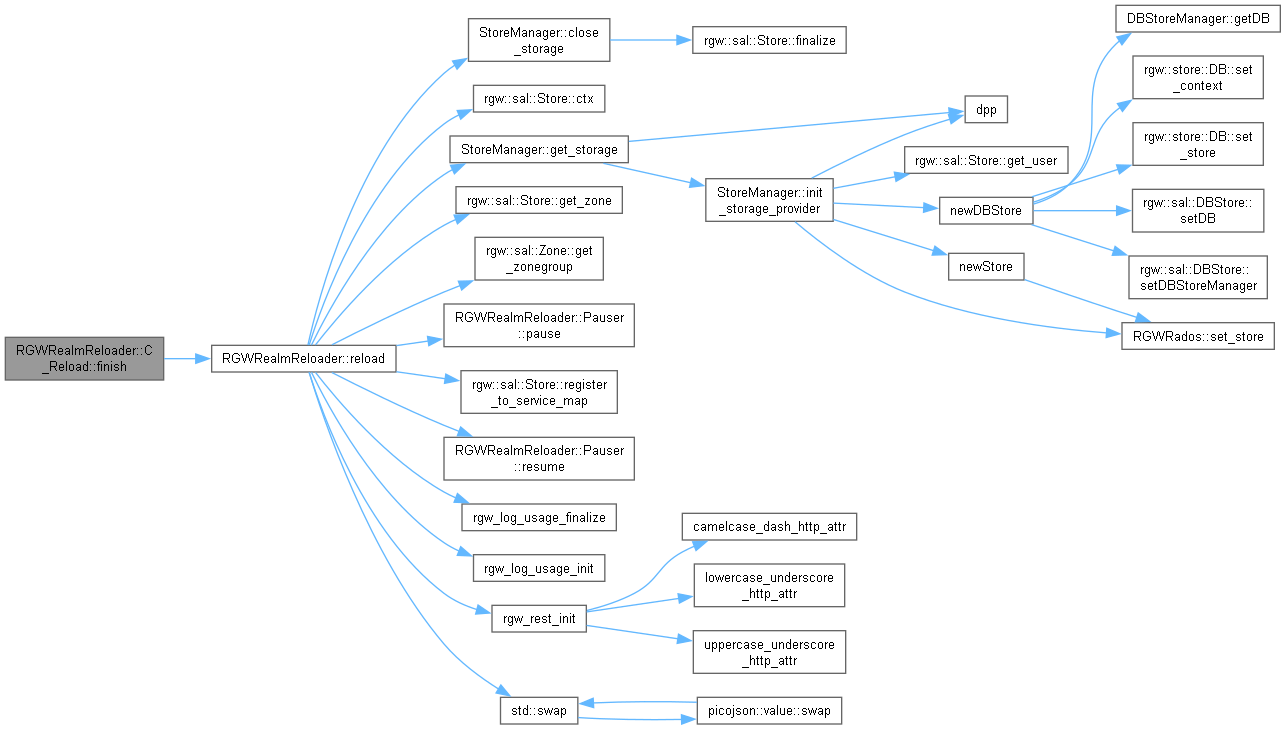 RGWRealmReloader::C
_Reload::finish
RGWRealmReloader::reload
StoreManager::close
_storage
rgw::sal::Store::finalize
rgw::sal::Store::ctx
StoreManager::get_storage
rgw::sal::Store::get_zone
rgw::sal::Zone::get
_zonegroup
RGWRealmReloader::Pauser
::pause
rgw::sal::Store::register
_to_service_map
RGWRealmReloader::Pauser
::resume
rgw_log_usage_finalize
rgw_log_usage_init
rgw_rest_init
std::swap
StoreManager::init
_storage_provider
dpp
rgw::sal::Store::get_user
newDBStore
newStore
DBStoreManager::getDB
rgw::store::DB::set
_context
rgw::store::DB::set
_store
rgw::sal::DBStore::
setDB
rgw::sal::DBStore::
setDBStoreManager
RGWRados::set_store
camelcase_dash_http_attr
lowercase_underscore
_http_attr
uppercase_underscore
_http_attr
picojson::value::swap